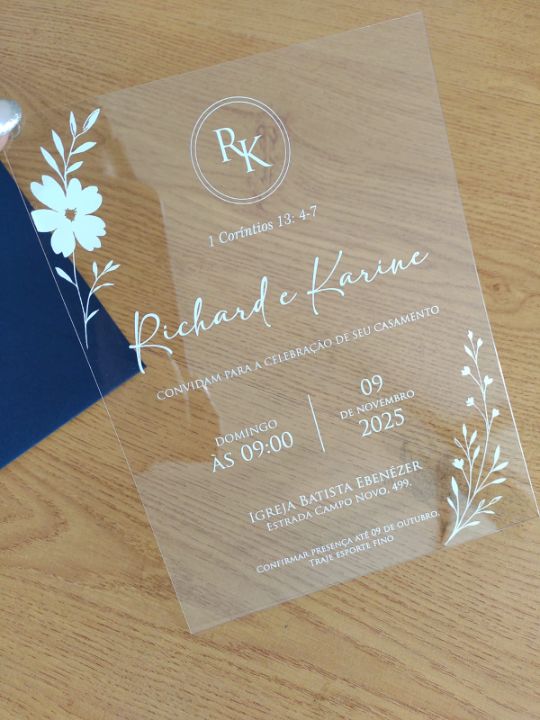 RK
1 Coríntios 13: 4-7
Richard e Karine
CONVIDAM PARA A CELEBRAÇÃO DE SEU CASAMENTO
DOMINGO
ÀS 09:00
09
DE NOVEMBRO
2025
IGREJA BATISTA EBENÉZER
ESTRADA CAMPO NOVO, 499.
CONFIRMAR PRESENÇA ATÉ 09 DE OUTUBRO.
TRAJE ESPORTE FINO